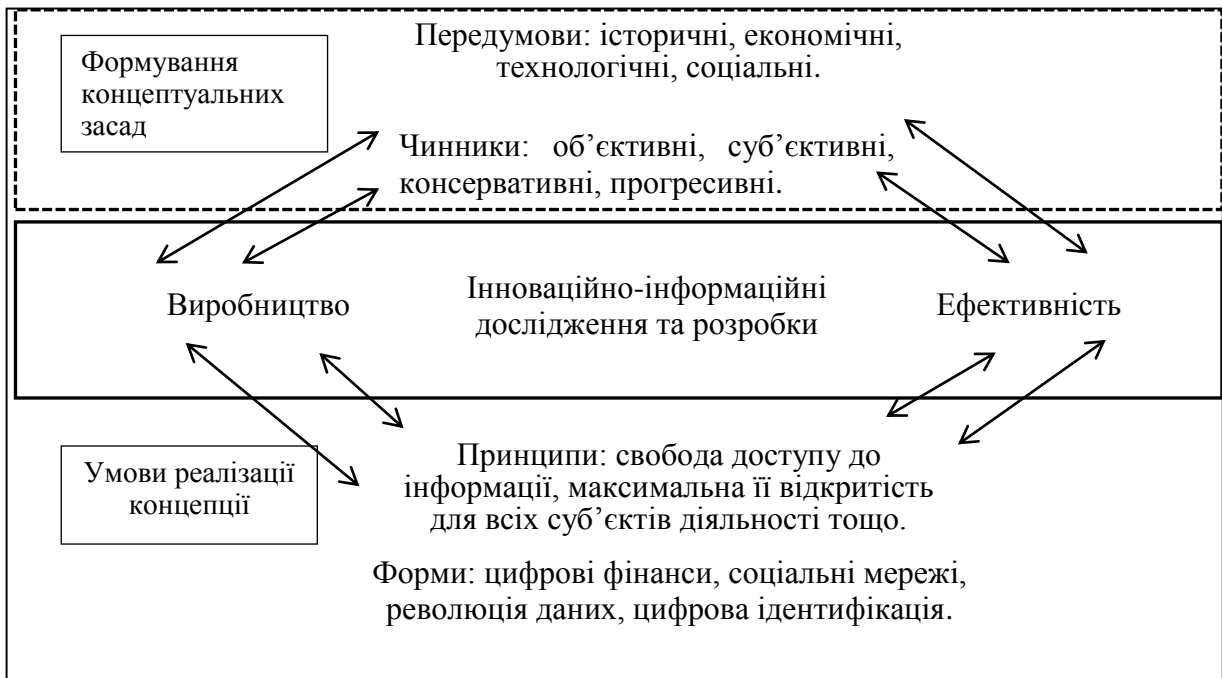 Формування
концептуальних
засад
Передумови: історичні, економічні,
технологічні, соціальні.
Чинники: об’єктивні, суб’єктивні,
консервативні, прогресивні.
Виробництво
Інноваційно-інформаційні
дослідження та розробки
Ефективність
Умови реалізації
концепції
Принципи: свобода доступу до
інформації, максимальна її відкритість
для всіх суб’єктів діяльності тощо.
Форми: цифрові фінанси, соціальні мережі,
революція даних, цифрова ідентифікація.